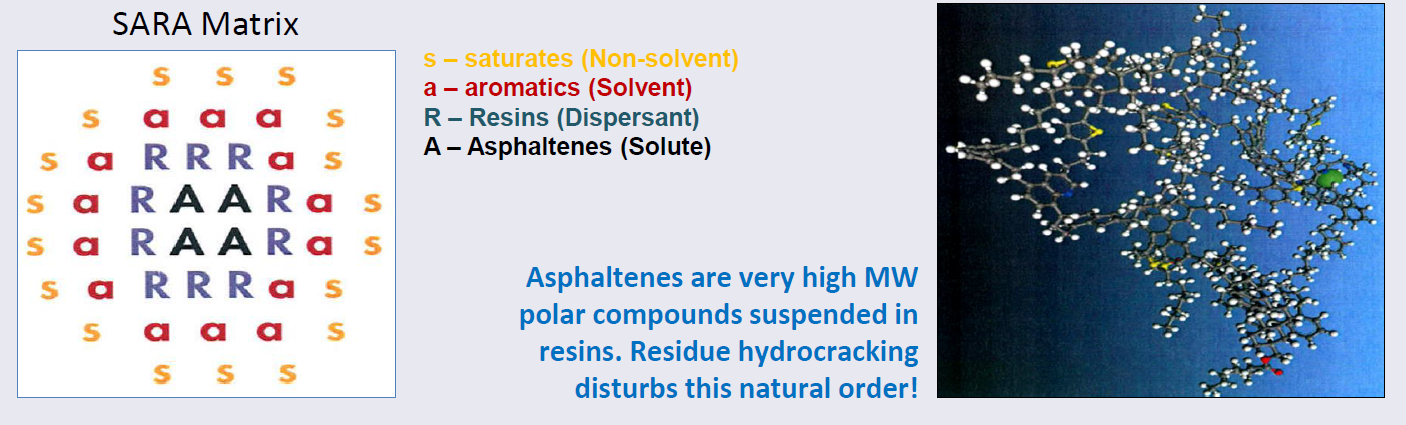 SARA Matrix
s s s
s a a a s
s a R R R a s
s a R A A R a s
s a R A A R a s
s a R R R a s
s a a a s
s s s
s – saturates (Non-solvent)
a – aromatics (Solvent)
R – Resins (Dispersant)
A – Asphaltenes (Solute)
Asphaltenes are very high MW
polar compounds suspended in
resins. Residue hydrocracking
disturbs this natural order!